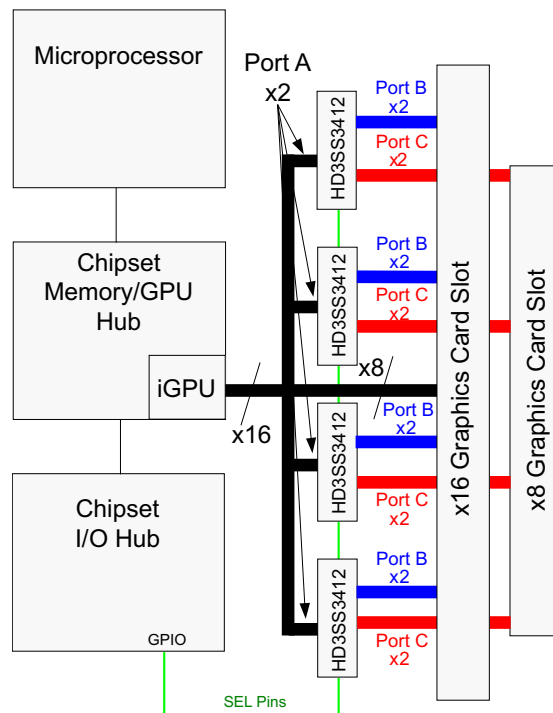 Microprocessor
Chipset
Memory/GPU
Hub
iGPU
x16
Chipset
I/O Hub
GPIO
SEL Pins
Port A
x2
x8
HD3SS3412
Port B
x2
Port C
x2
HD3SS3412
Port B
x2
Port C
x2
HD3SS3412
Port B
x2
Port C
x2
HD3SS3412
Port B
x2
Port C
x2
x16 Graphics Card Slot
x8 Graphics Card Slot